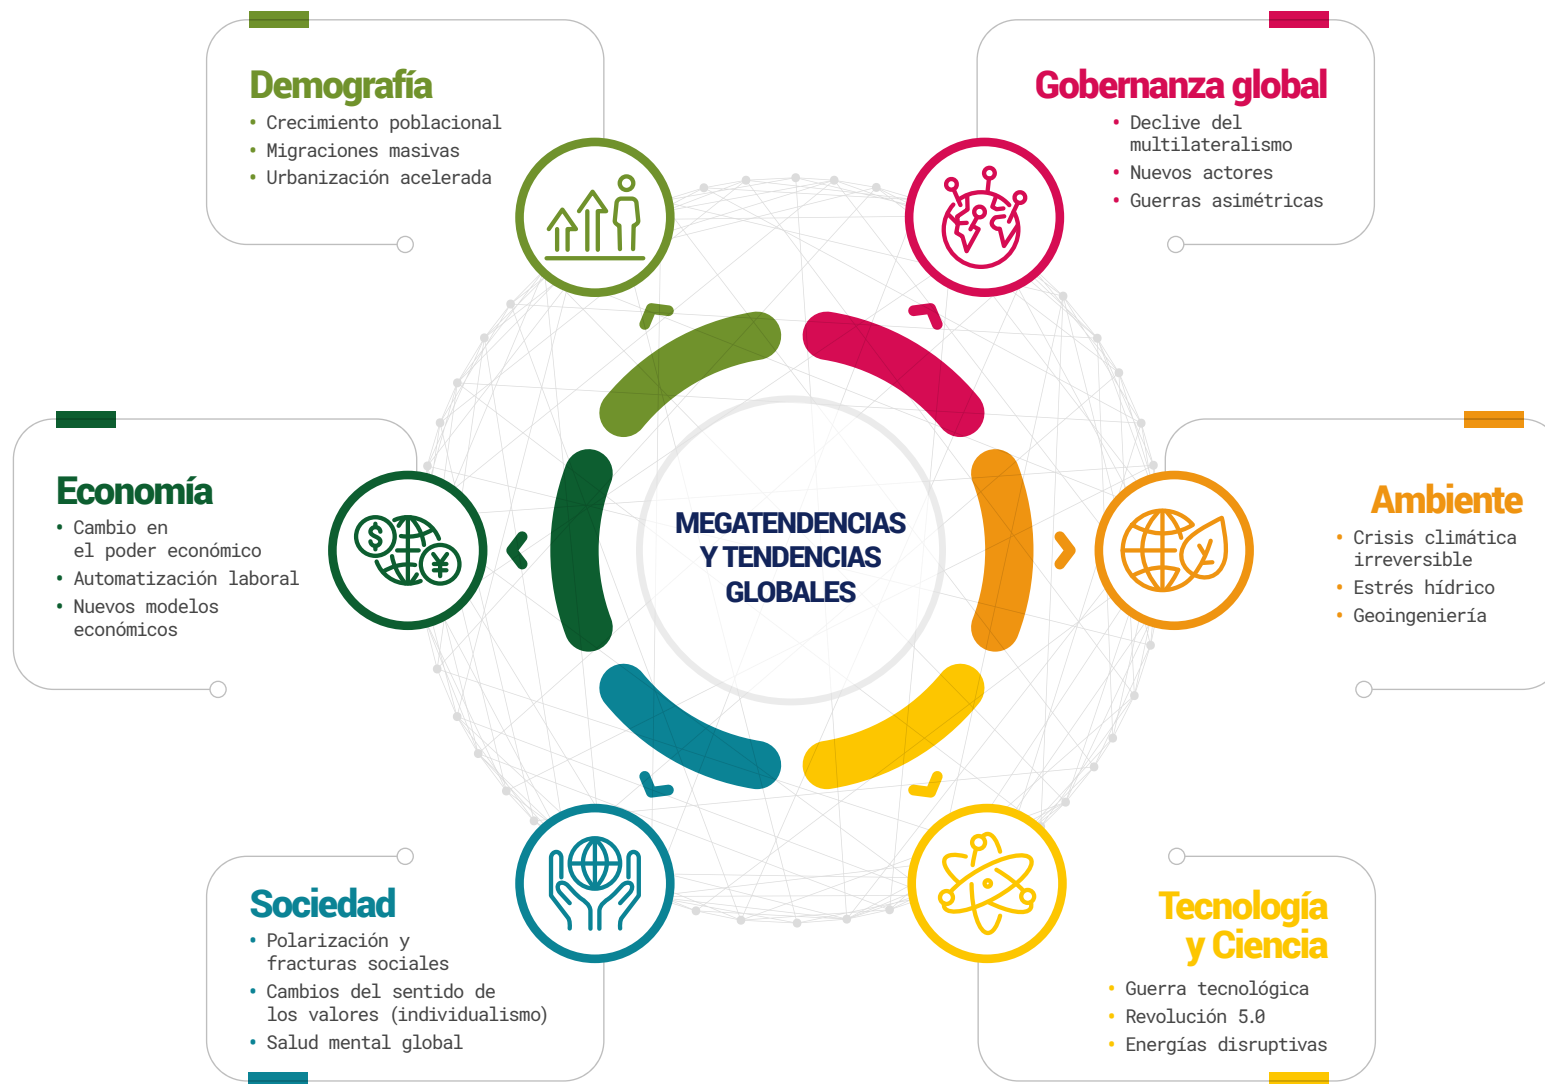 Demografía
• Crecimiento poblacional
• Migraciones masivas
• Urbanización acelerada
Gobernanza global
• Declive del
multilateralismo
• Nuevos actores
• Guerras asimétricas
Economía
• Cambio en
el poder económico
• Automatización laboral
• Nuevos modelos
económicos
$
¥
MEGATENDENCIAS
Y TENDENCIAS
GLOBALES
Ambiente
• Crisis climática
irreversible
• Estrés hídrico
• Geoingeniería
Sociedad
• Polarización y
fracturas sociales
• Cambios del sentido de
los valores (individualismo)
• Salud mental global
Tecnología
y Ciencia
• Guerra tecnológica
• Revolución 5.0
• Energías disruptivas